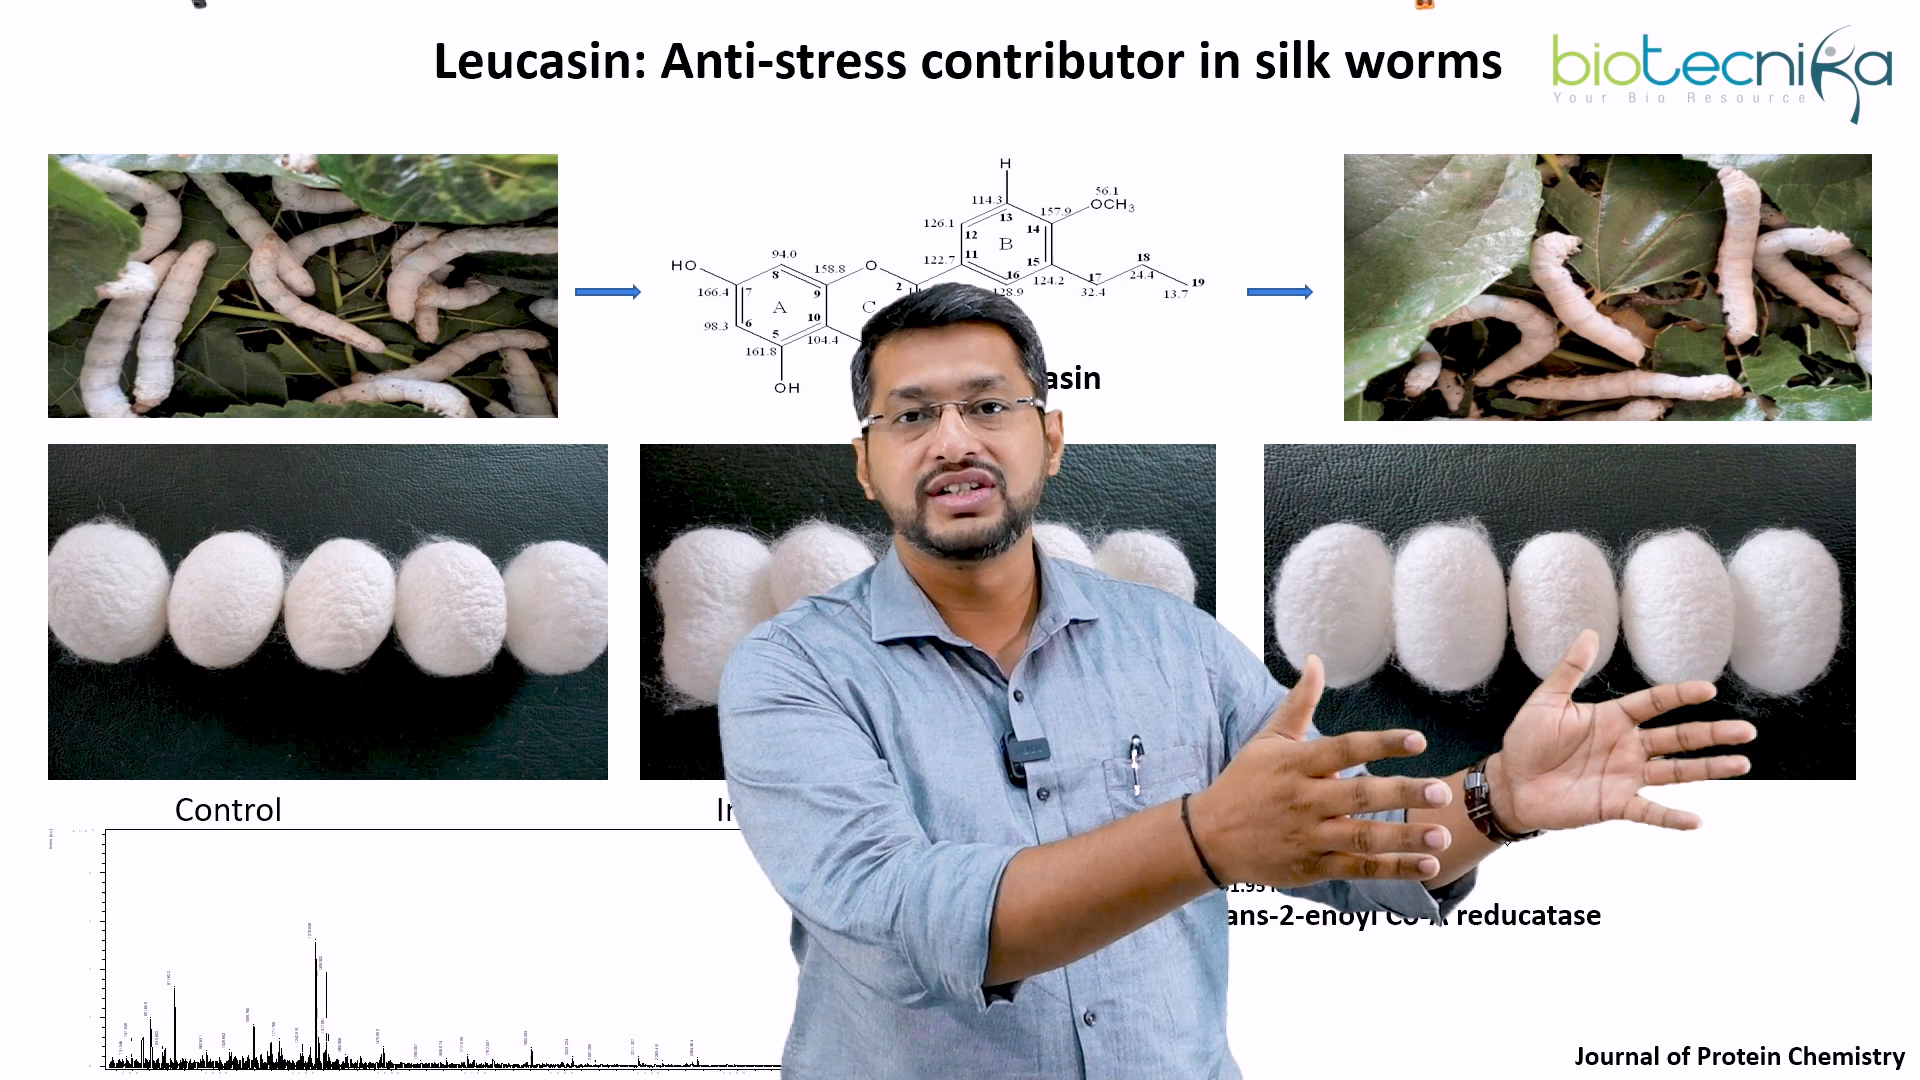 Leucasin: Anti-stress contributor in silk worms
biotecnika
Your Bio Resource
H
56.1
114.3
13
157.9
OCH3
126.1
12
14
B
94.0
HO
O
122.7
11
15
18
8
158.8
16
17
24.4
19
166.4
7
9
2
128.9
124.2
32.4
13.7
A
C
98.3
6
5
10
161.8
104.4
OH
asin
Control
ans-2-enoyl Co-A reducatase
Journal of Protein Chemistry